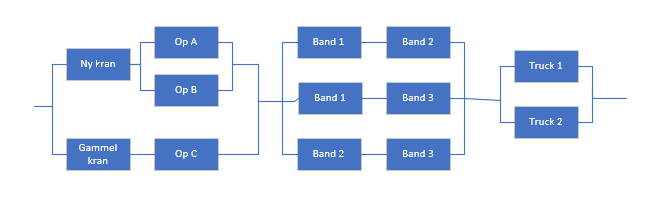 Ny kran
Op A
Op B
Gammel
kran
Op C
Band 1
Band 2
Band 1
Band 3
Band 2
Band 3
Truck 1
Truck 2